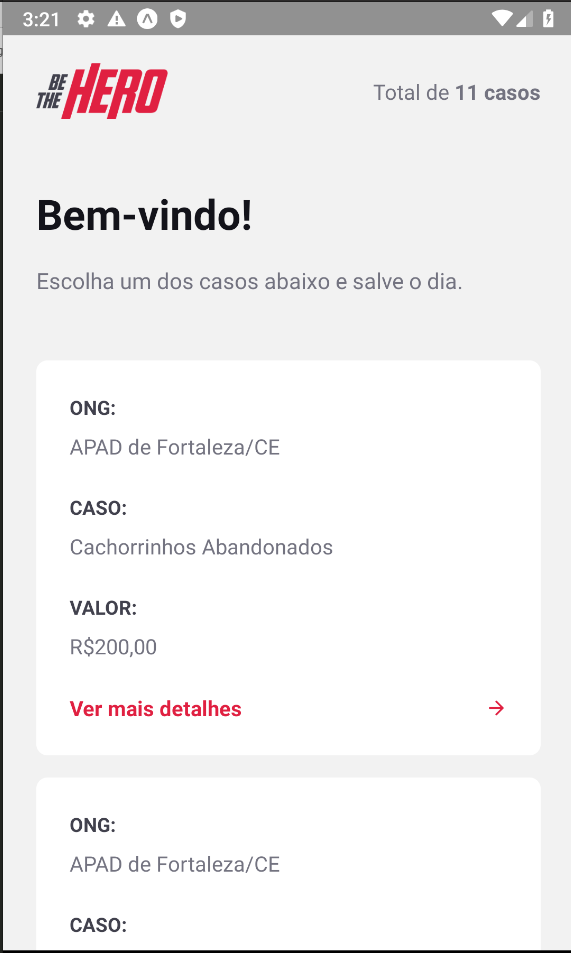 3:21
BE THE HERO
Total de 11 casos
Bem-vindo!
Escolha um dos casos abaixo e salve o dia.
ONG:
APAD de Fortaleza/CE
CASO:
Cachorrinhos Abandonados
VALOR:
R$200,00
Ver mais detalhes
ONG:
APAD de Fortaleza/CE
CASO: